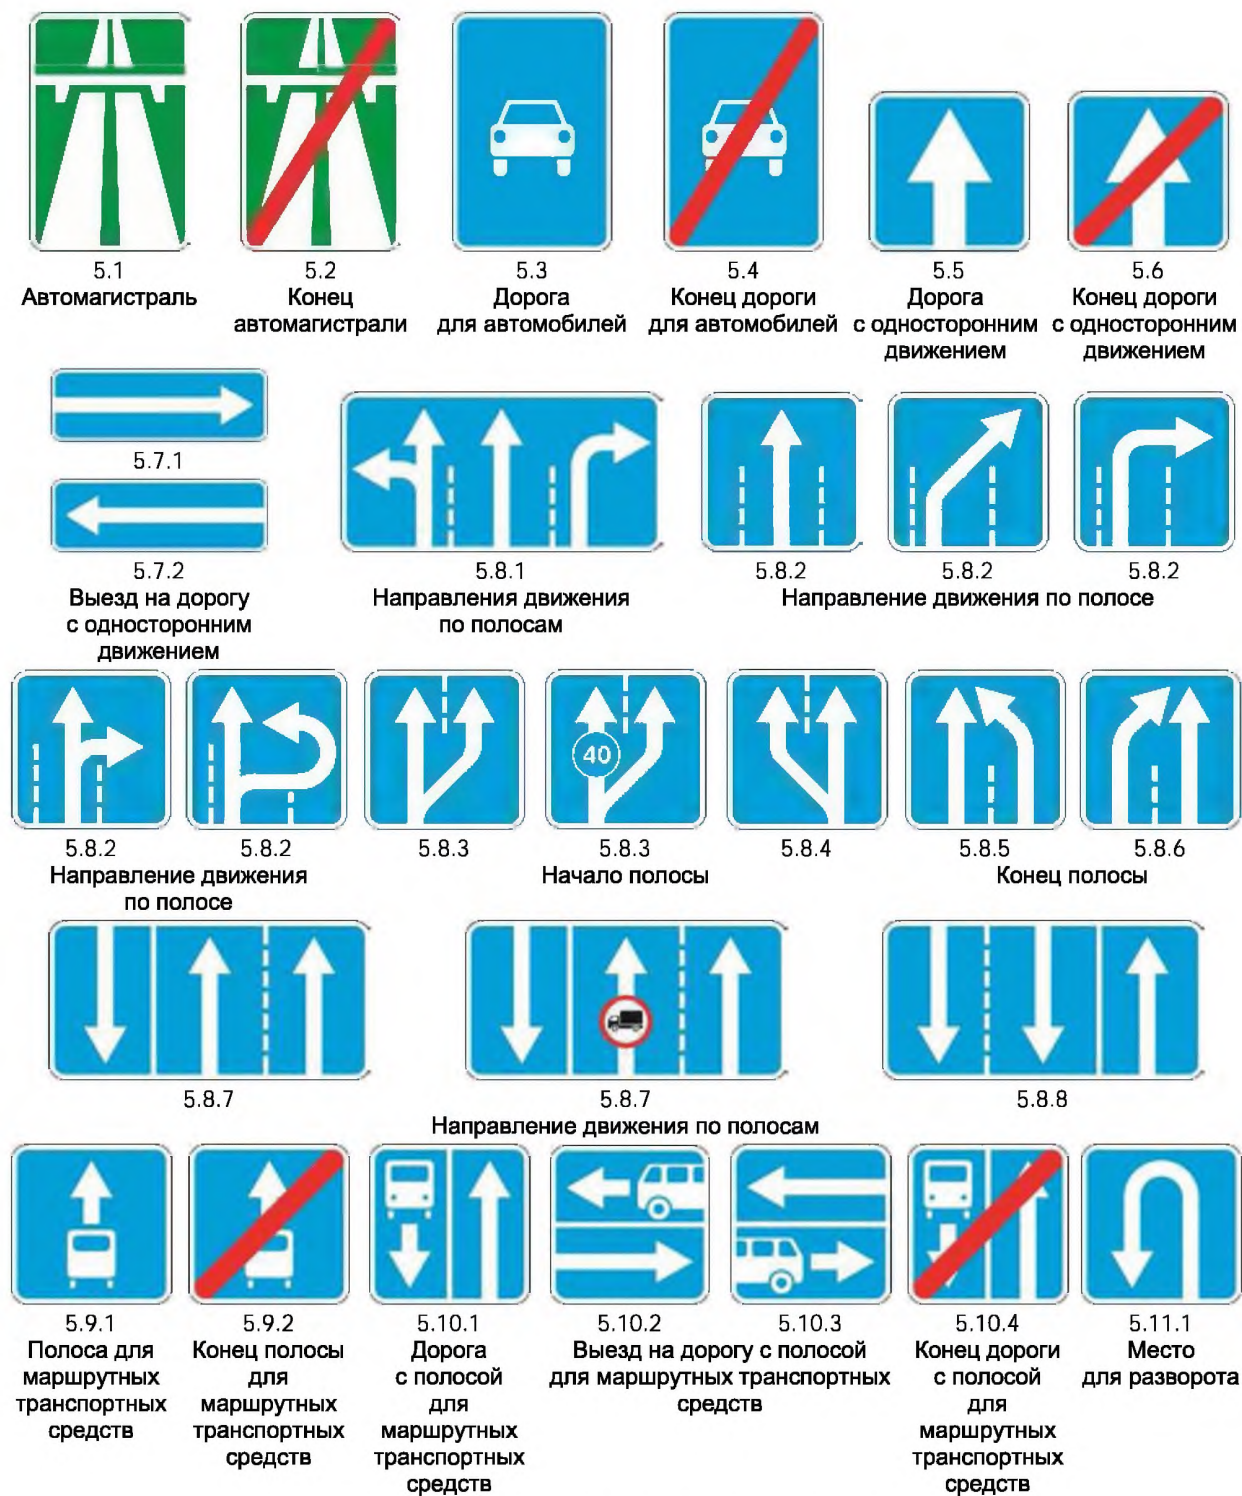 5.1
Автомагистраль
5.2
Конец
автомагистрали
5.3
Дорога
для автомобилей
5.4
Конец дороги
для автомобилей
5.5
Дорога
с односторонним
движением
5.6
Конец дороги
с односторонним
движением
5.7.1
5.7.2
Выезд на дорогу
с односторонним
движением
5.8.1
Направления движения
по полосам
5.8.2
5.8.2
5.8.2
Направление движения по полосе
5.8.2
5.8.2
Направление движения
по полосе
40
5.8.3
5.8.3
5.8.4
Начало полосы
5.8.5
5.8.6
Конец полосы
5.8.7
5.8.7
5.8.8
Направление движения по полосам
5.9.1
Полоса для
маршрутных
транспортных
средств
5.9.2
Конец полосы
для
маршрутных
транспортных
средств
5.10.1
Дорога
с полосой
для
маршрутных
транспортных
средств
5.10.2
5.10.3
Выезд на дорогу с полосой
для маршрутных транспортных
средств
5.10.4
Конец дороги
с полосой
для
маршрутных
транспортных
средств
5.11.1
Место
для разворота